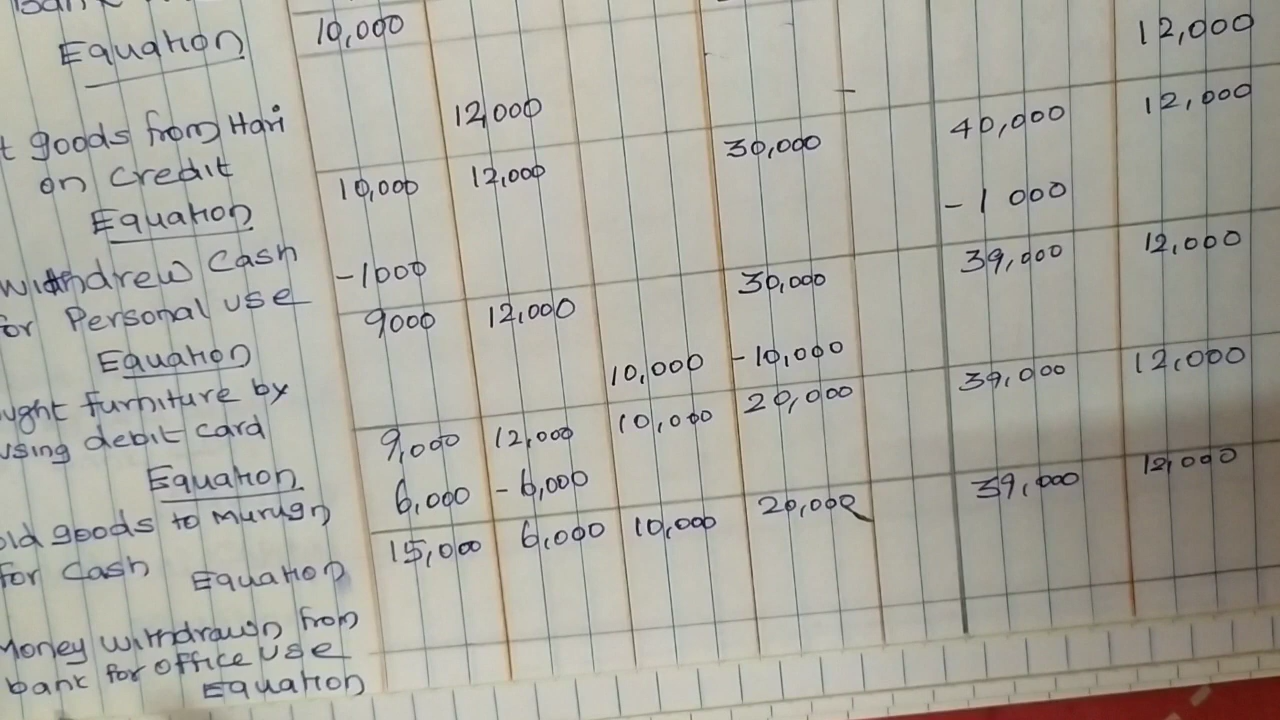 Equation 10,000 12,000
12,000
t goods from Hari 30,000 40,000 12,000
on credit 10,000 12,000
Equation - 1 000
withdrew cash -1000 39,000 12,000
for Personal use 30,000
9000 12,000
Equation 10,000 -10,000
ught furniture by 20,000 39,000 12,000
using debit card 9,000 12,000 10,000
Equation 6,000 - 6,000
old goods to murugn 20,000 39,000 12,000
for cash 15,000 6,000 10,000
Equation
Money withdrawn from
bank for office use
Equation